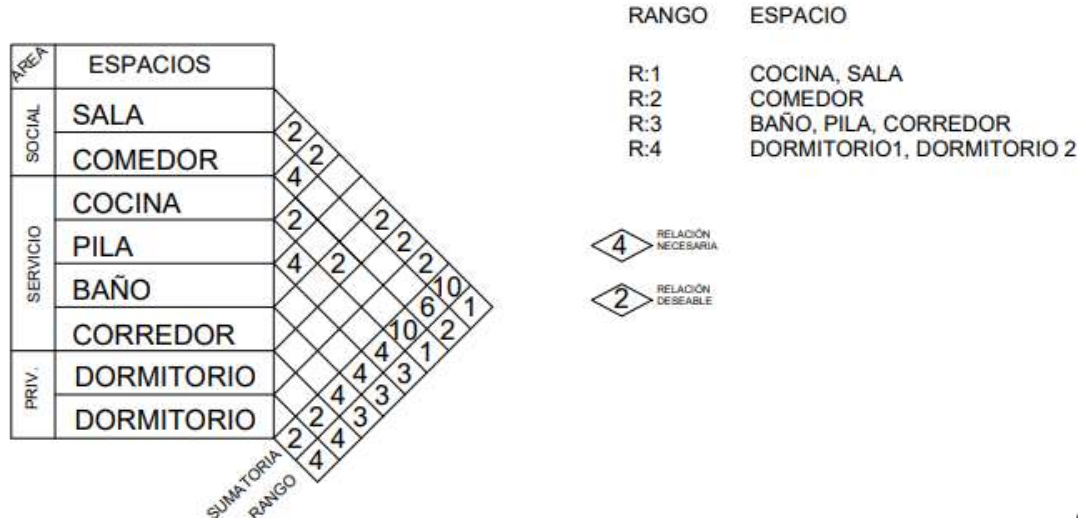 RANGO ESPACIO
AREA ESPACIOS
R:1 COCINA, SALA
R:2 COMEDOR
R:3 BAÑO, PILA, CORREDOR
R:4 DORMITORIO1, DORMITORIO 2
SOCIAL
SALA
COMEDOR
SERVICIO
COCINA
PILA
BAÑO
CORREDOR
PRIV.
DORMITORIO
DORMITORIO
2
2
4
2 2
2 2
4 2 2
10
6 1
10 2
4 1
4 3
4 3
2 3
2 4
4
SUMATORIA
RANGO
4 RELACIÓN NECESARIA
2 RELACIÓN DESEABLE